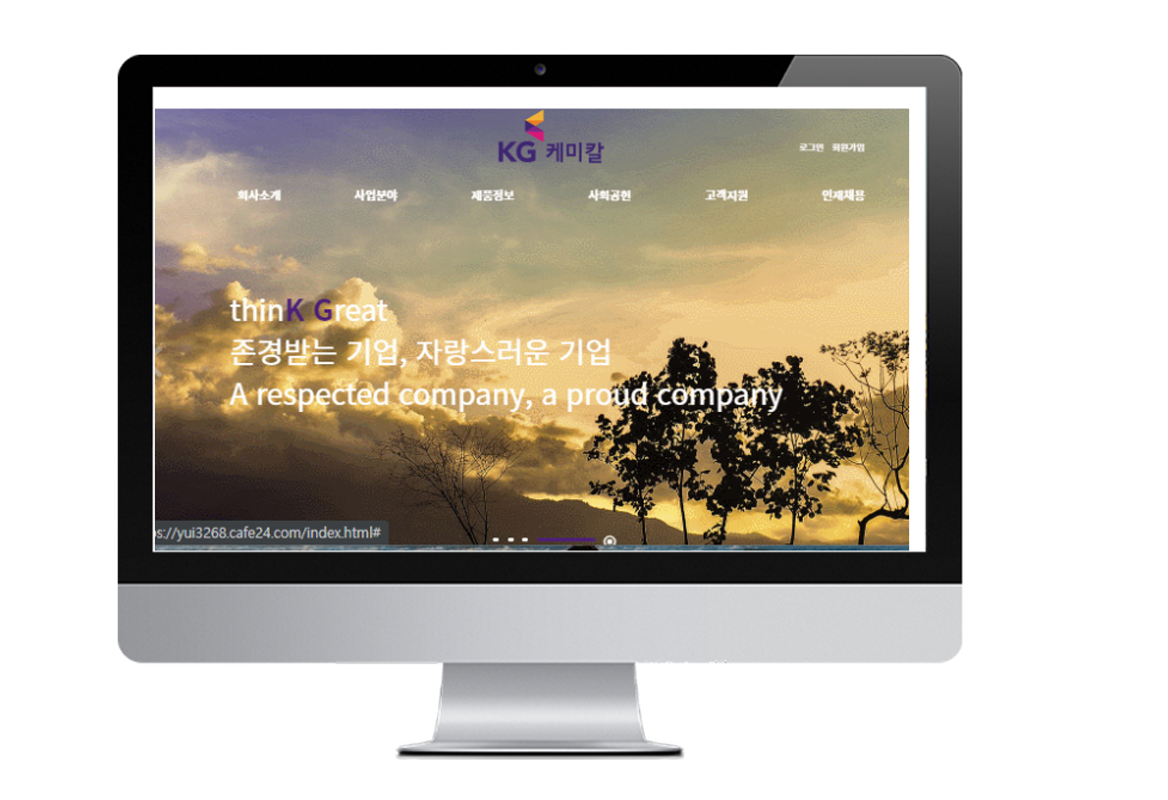 KG 케미칼
로그인 회원가입
회사소개 사업분야 제품정보 사회공헌 고객지원 인재채용
thinK Great
존경받는 기업, 자랑스러운 기업
A respected company, a proud company
ps://yui3268.cafe24.com/index.html#